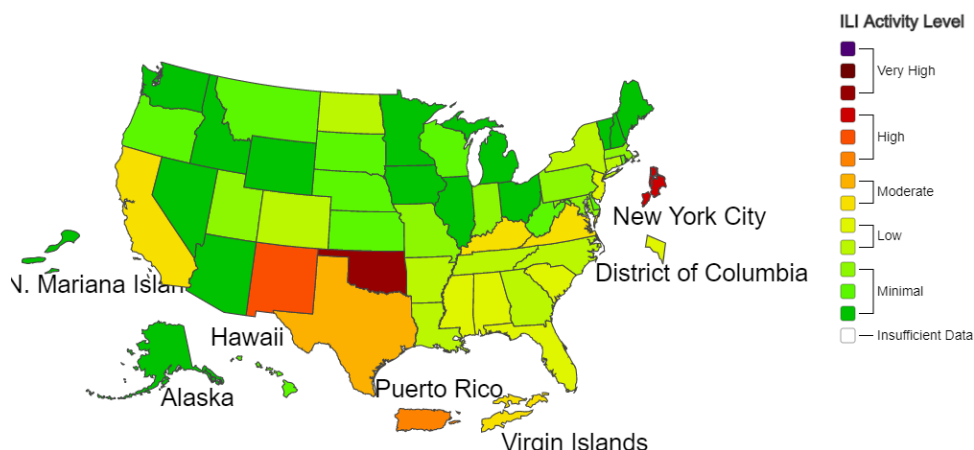 ILI Activity Level
Very High
High
Moderate
Low
Minimal
Insufficient Data
New York City
District of Columbia
N. Mariana Islan
Hawaii
Alaska
Puerto Rico
Virgin Islands